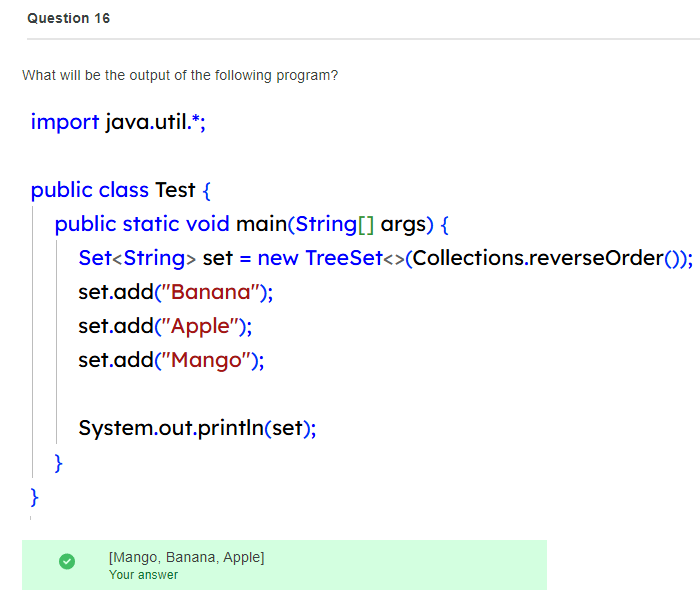 Question 16
What will be the output of the following program?
import java.util.*;
public class Test {
public static void main(String[] args) {
Set<String> set = new TreeSet<>(Collections.reverseOrder());
set.add("Banana");
set.add("Apple");
set.add("Mango");
System.out.println(set);
}
}
[Mango, Banana, Apple]
Your answer